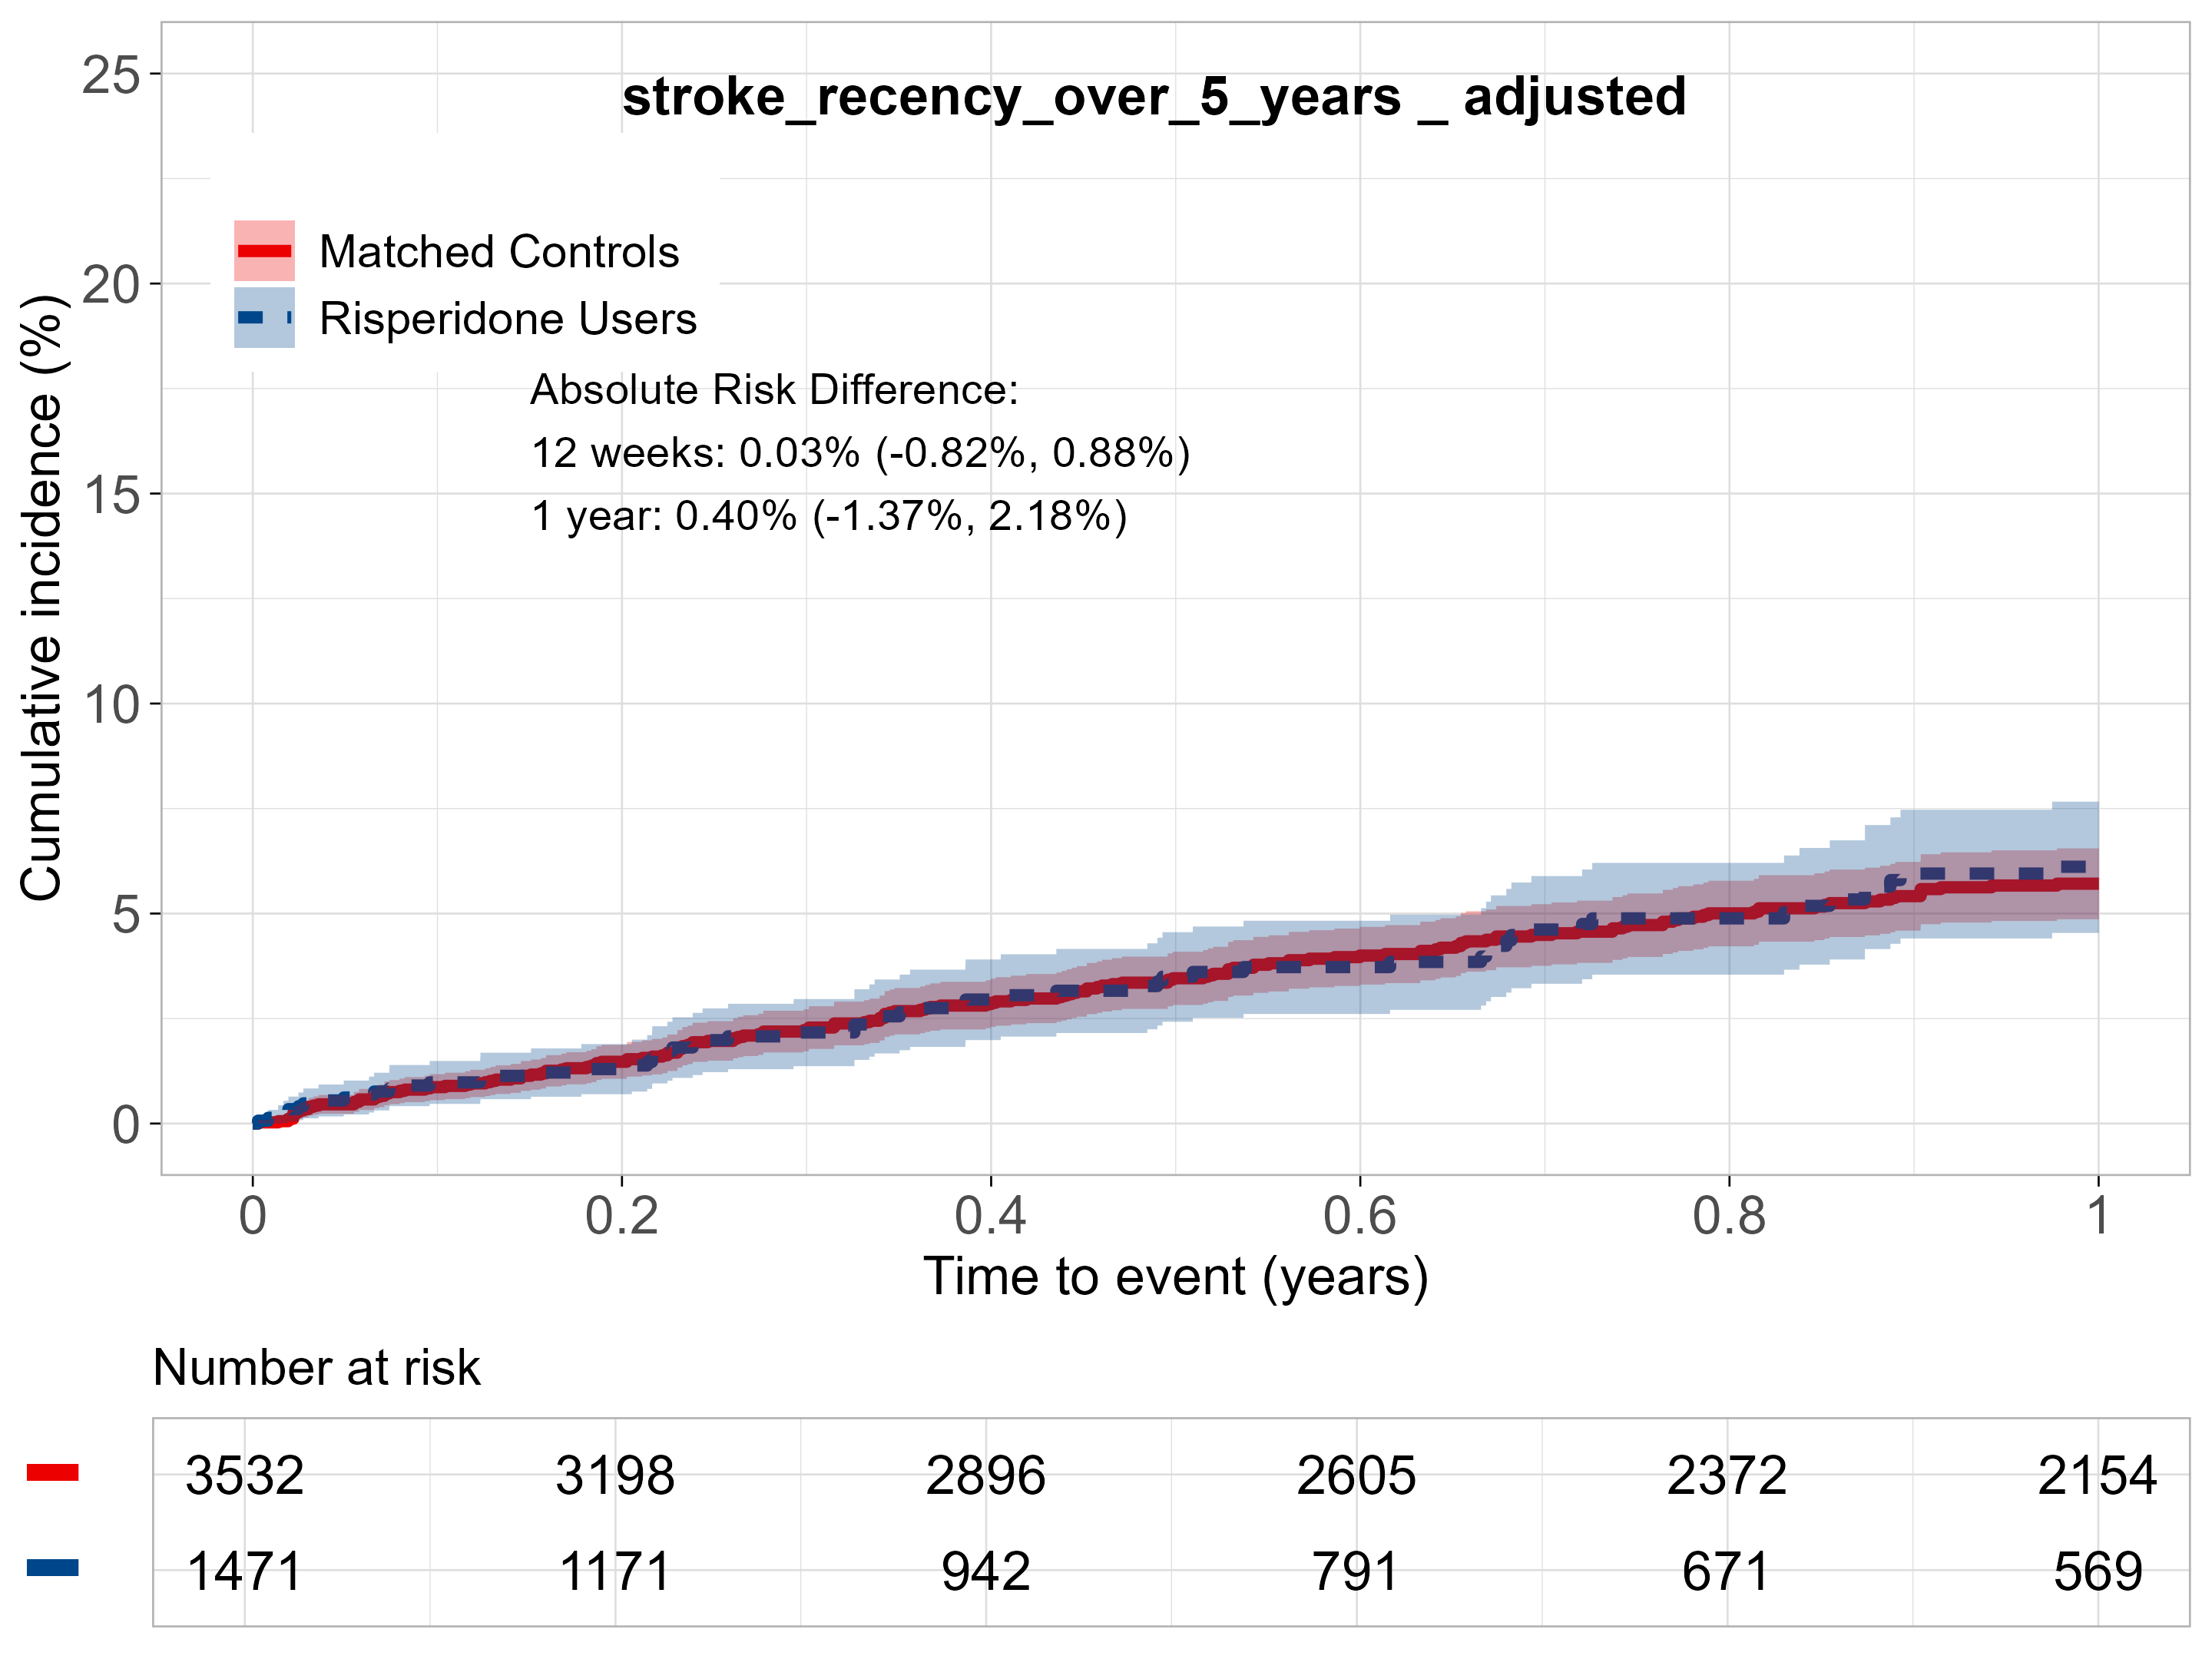 stroke_recency_over_5_years _ adjusted
Matched Controls
Risperidone Users
Absolute Risk Difference:
12 weeks: 0.03% (-0.82%, 0.88%)
1 year: 0.40% (-1.37%, 2.18%)
Cumulative incidence (%)
25
20
15
10
5
0
0 0.2 0.4 0.6 0.8 1
Time to event (years)
Number at risk
3532 3198 2896 2605 2372 2154
1471 1171 942 791 671 569